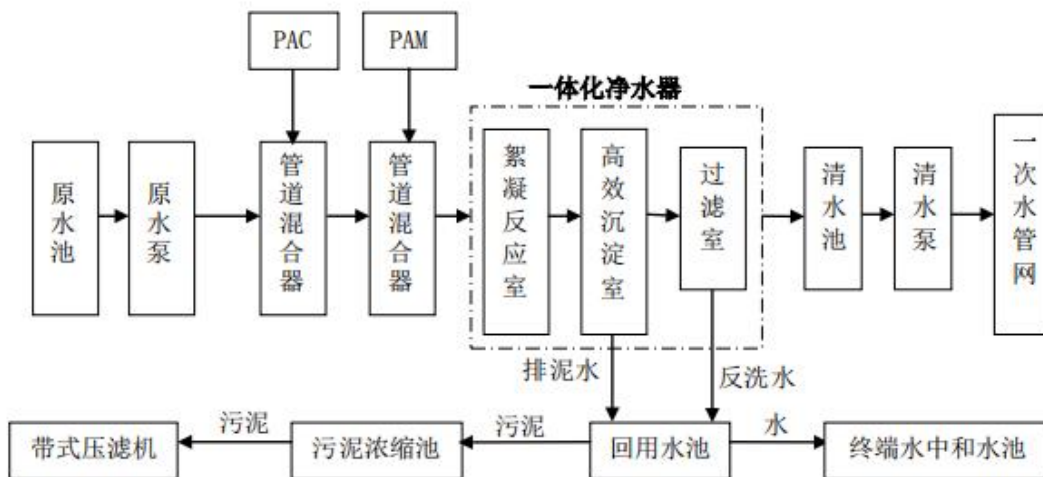 PAC
PAM
一体化净水器
原水池
原水泵
管道混合器
管道混合器
絮凝反应室
高效沉淀室
过滤室
清水池
清水泵
一次水管网
排泥水
反洗水
带式压滤机
污泥
污泥浓缩池
污泥
回用水池
水
终端水中和水池